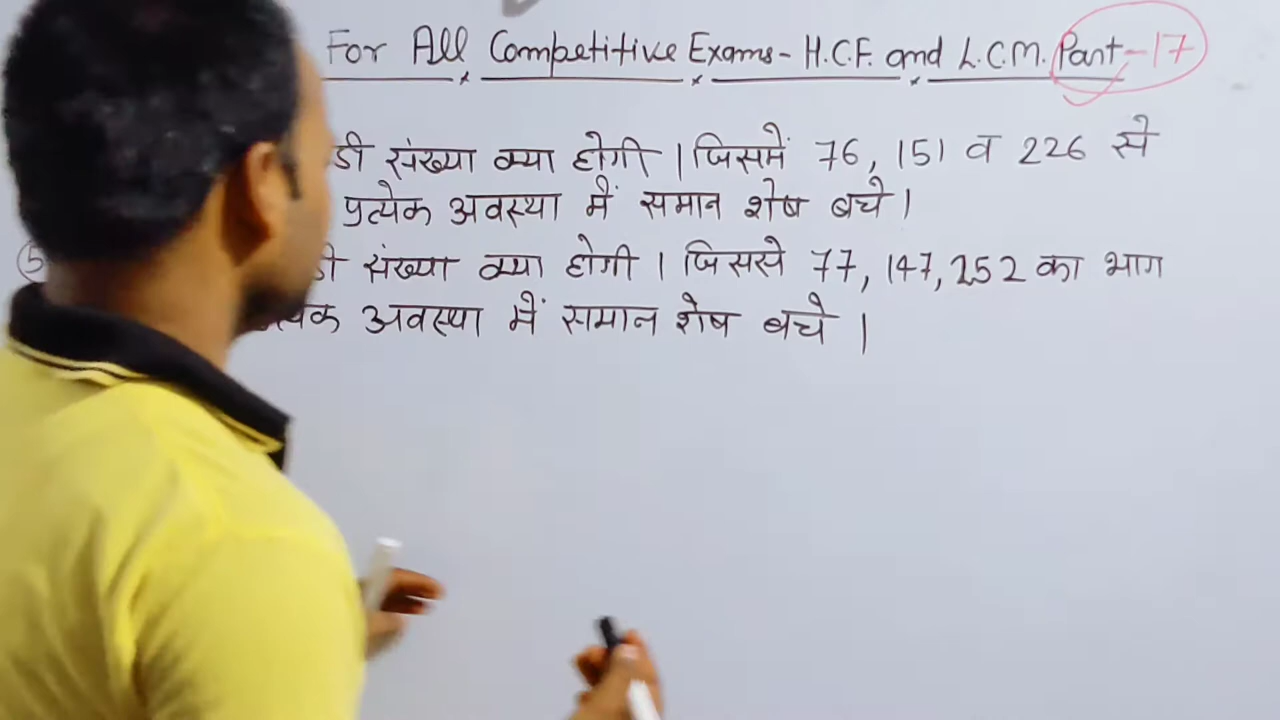 For All Competitive Exams - H.C.F. and L.C.M. Part-17
संख्या क्या होगी । जिसमें 76, 151 व 226 से
प्रत्येक अवस्था में समान शेष बचे ।
5 संख्या क्या होगी । जिससे 77, 147, 252 का भाग
अवस्था में समान शेष बचे ।